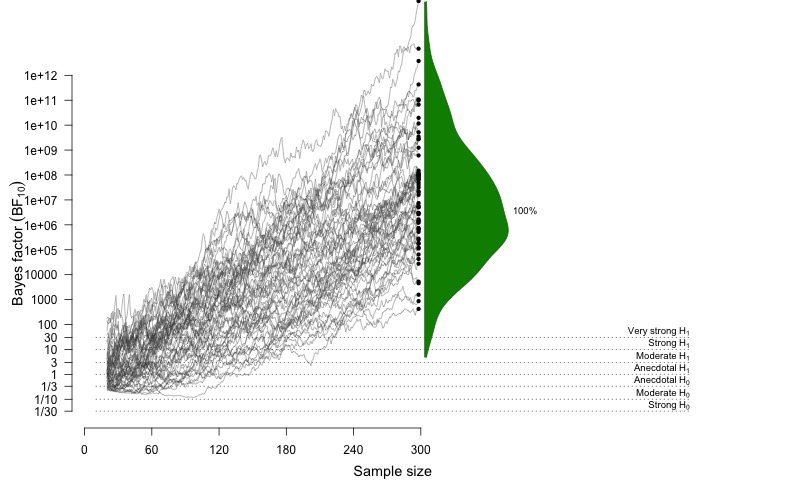 1e+12
1e+11
1e+10
1e+09
1e+08
1e+07
1e+06
1e+05
10000
1000
100
30
10
3
1
1/3
1/10
1/30
Bayes factor (BF₁₀)
100%
Very strong H₁
Strong H₁
Moderate H₁
Anecdotal H₁
Anecdotal H₀
Moderate H₀
Strong H₀
0 60 120 180 240 300
Sample size